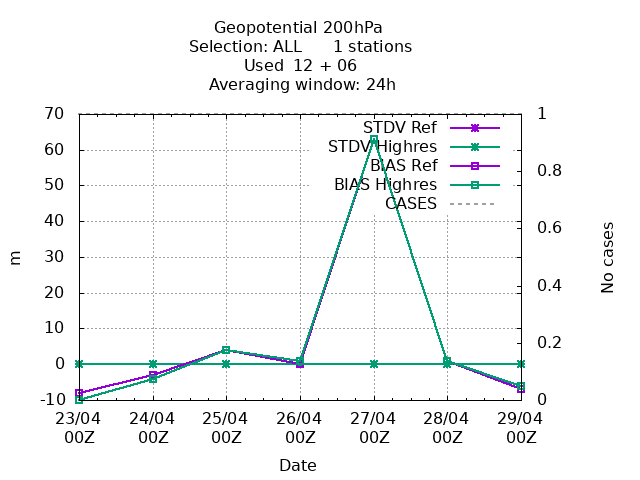 Geopotential 200hPa
Selection: ALL 1 stations
Used 12 + 06
Averaging window: 24h
70
60
50
40
30
20
10
0
-10
m
1
0.8
0.6
0.4
0.2
0
No cases
STDV Ref
STDV Highres
BIAS Ref
BIAS Highres
CASES
23/04 24/04 25/04 26/04 27/04 28/04 29/04
00Z 00Z 00Z 00Z 00Z 00Z 00Z
Date